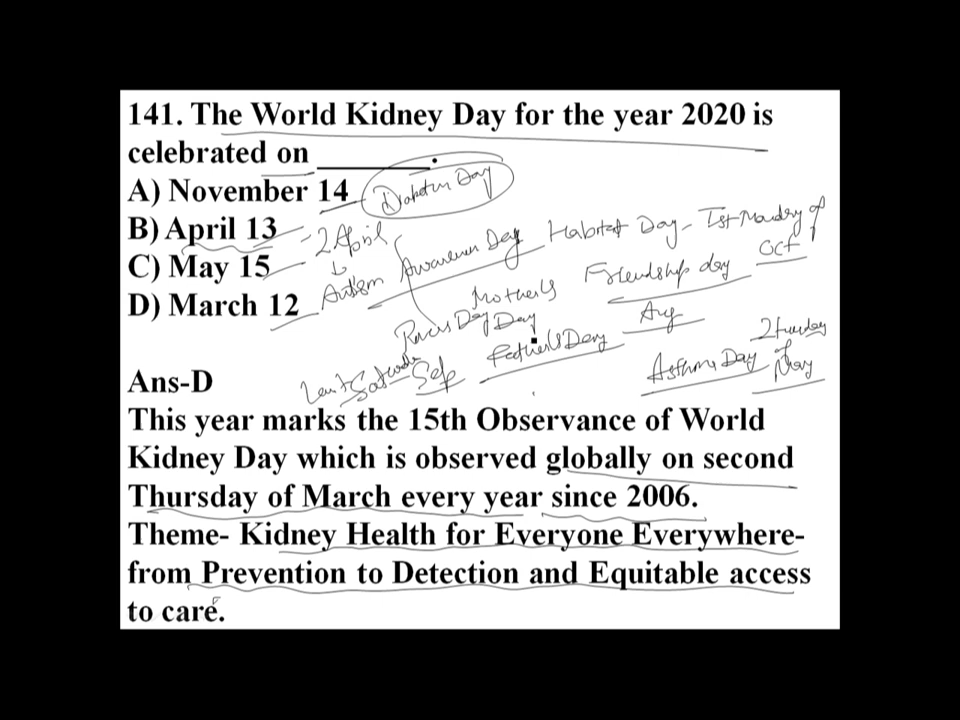 141. The World Kidney Day for the year 2020 is
celebrated on ________.
A) November 14
Day
B) April 13
2 April
Habitat Day - Ist Monday of
Oct
C) May 15
Autism Awareness Day
Friendship day
Aug
D) March 12
Mother's
Day
Father's Day
Day
Asthma Day
of
May
Ans-D
This year marks the 15th Observance of World
Kidney Day which is observed globally on second
Thursday of March every year since 2006.
Theme- Kidney Health for Everyone Everywhere-
from Prevention to Detection and Equitable access
to care.